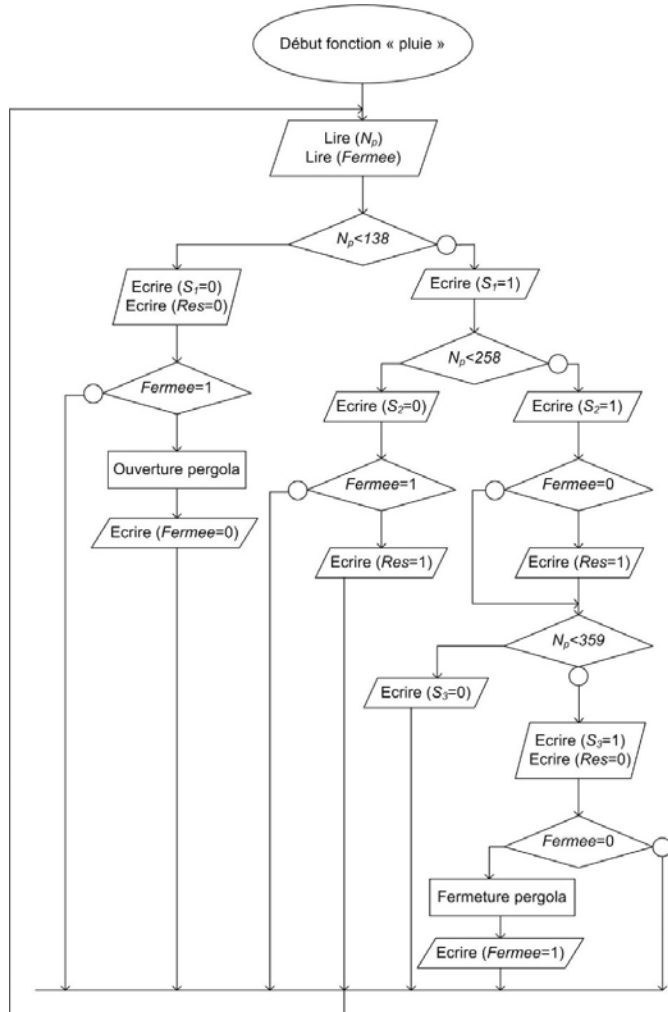 Début fonction « pluie »
Lire (Nₚ)
Lire (Fermee)
Nₚ<138
Ecrire (S₁=0)
Ecrire (Res=0)
Ecrire (S₁=1)
Nₚ<258
Fermee=1
Ecrire (S₂=0)
Ecrire (S₂=1)
Ouverture pergola
Fermee=1
Fermee=0
Ecrire (Fermee=0)
Ecrire (Res=1)
Ecrire (Res=1)
Nₚ<359
Ecrire (S₃=0)
Ecrire (S₃=1)
Ecrire (Res=0)
Fermee=0
Fermeture pergola
Ecrire (Fermee=1)